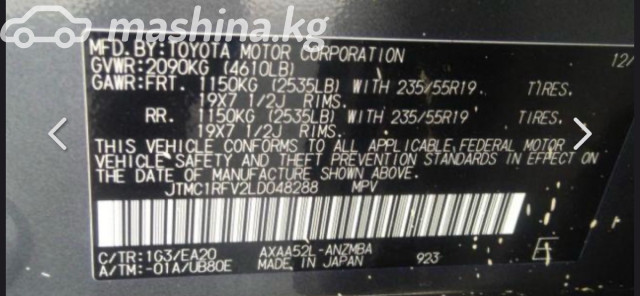 mashina.kg
MFD. BY: TOYOTA MOTOR CORPORATION 12/
GVWR: 2090KG (4610LB)
GAWR: FRT. 1150KG (2535LB) WITH 235/55R19 TIRES.
19X7 1/2J RIMS.
RR. 1150KG (2535LB) WITH 235/55R19 TIRES.
19X7 1/2J RIMS.
THIS VEHICLE CONFORMS TO ALL APPLICABLE FEDERAL MOTOR
VEHICLE SAFETY AND THEFT PREVENTION STANDARDS IN EFFECT ON
THE DATE OF MANUFACTURE SHOWN ABOVE.
JTMC1RFV2LD048288 MPV
C/TR: 1G3/EA20 AXAA52L-ANZMBA
A/TM: -01A/UB80E MADE IN JAPAN 923